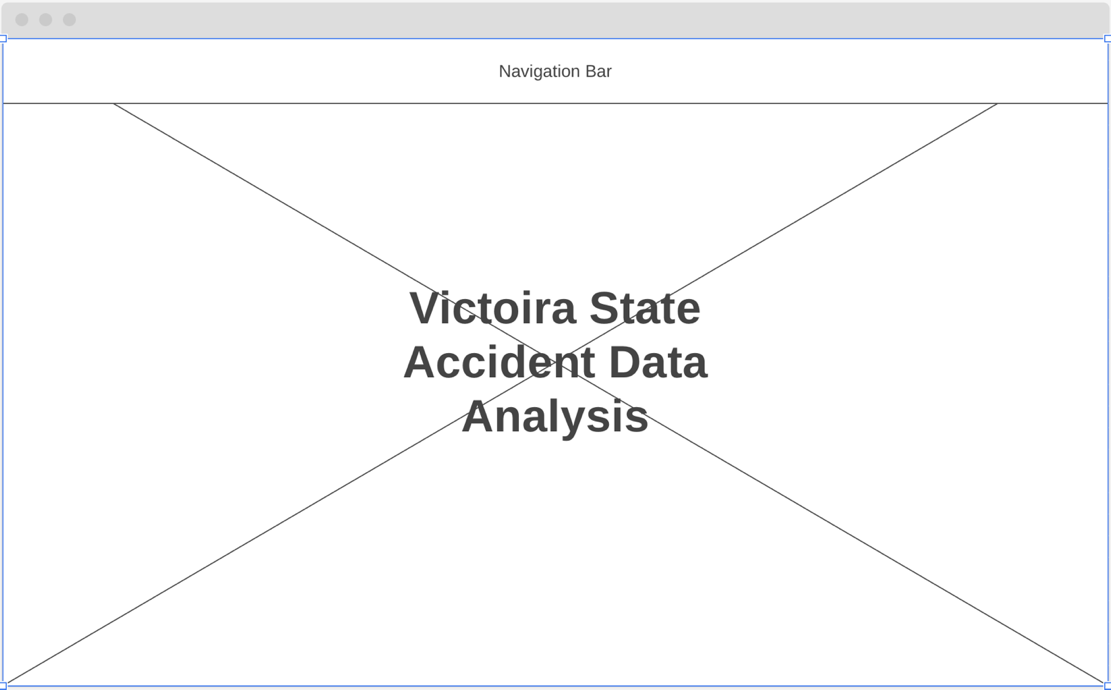 Navigation Bar
Victoira State
Accident Data
Analysis